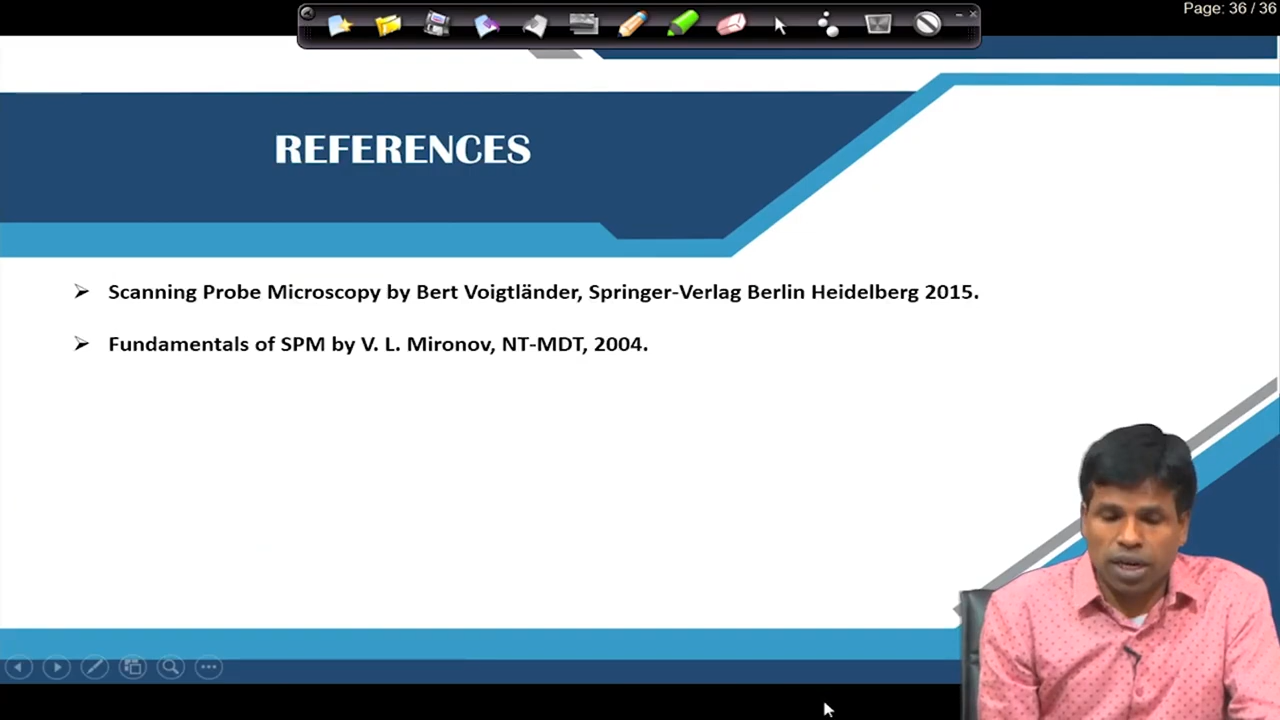 Page: 36 / 36
REFERENCES
Scanning Probe Microscopy by Bert Voigtländer, Springer-Verlag Berlin Heidelberg 2015.
Fundamentals of SPM by V. L. Mironov, NT-MDT, 2004.